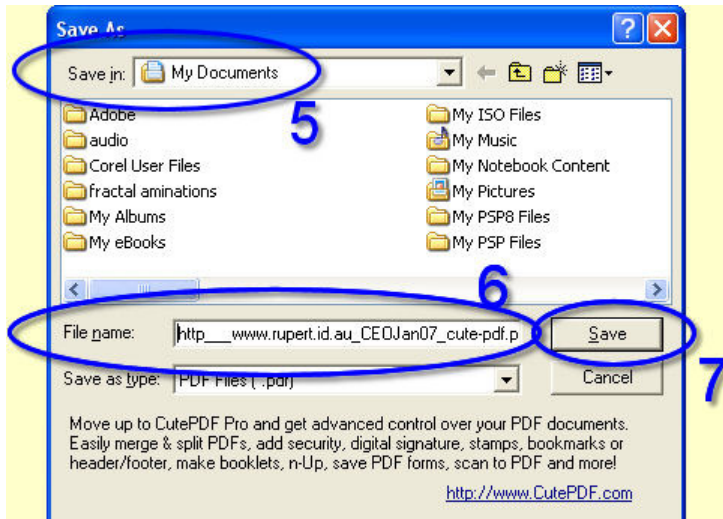 Save As
Save in: My Documents
5
Adobe
audio
Corel User Files
fractal aminations
My Albums
My eBooks
My ISO Files
My Music
My Notebook Content
My Pictures
My PSP8 Files
My PSP Files
6
File name: http___www.rupert.id.au_CEOJan07_cute-pdf.p
Save
7
Save as type: PDF Files (*.pdf)
Cancel
Move up to CutePDF Pro and get advanced control over your PDF documents.
Easily merge & split PDFs, add security, digital signature, stamps, bookmarks or
header/footer, make booklets, n-Up, save PDF forms, scan to PDF and more!
http://www.CutePDF.com